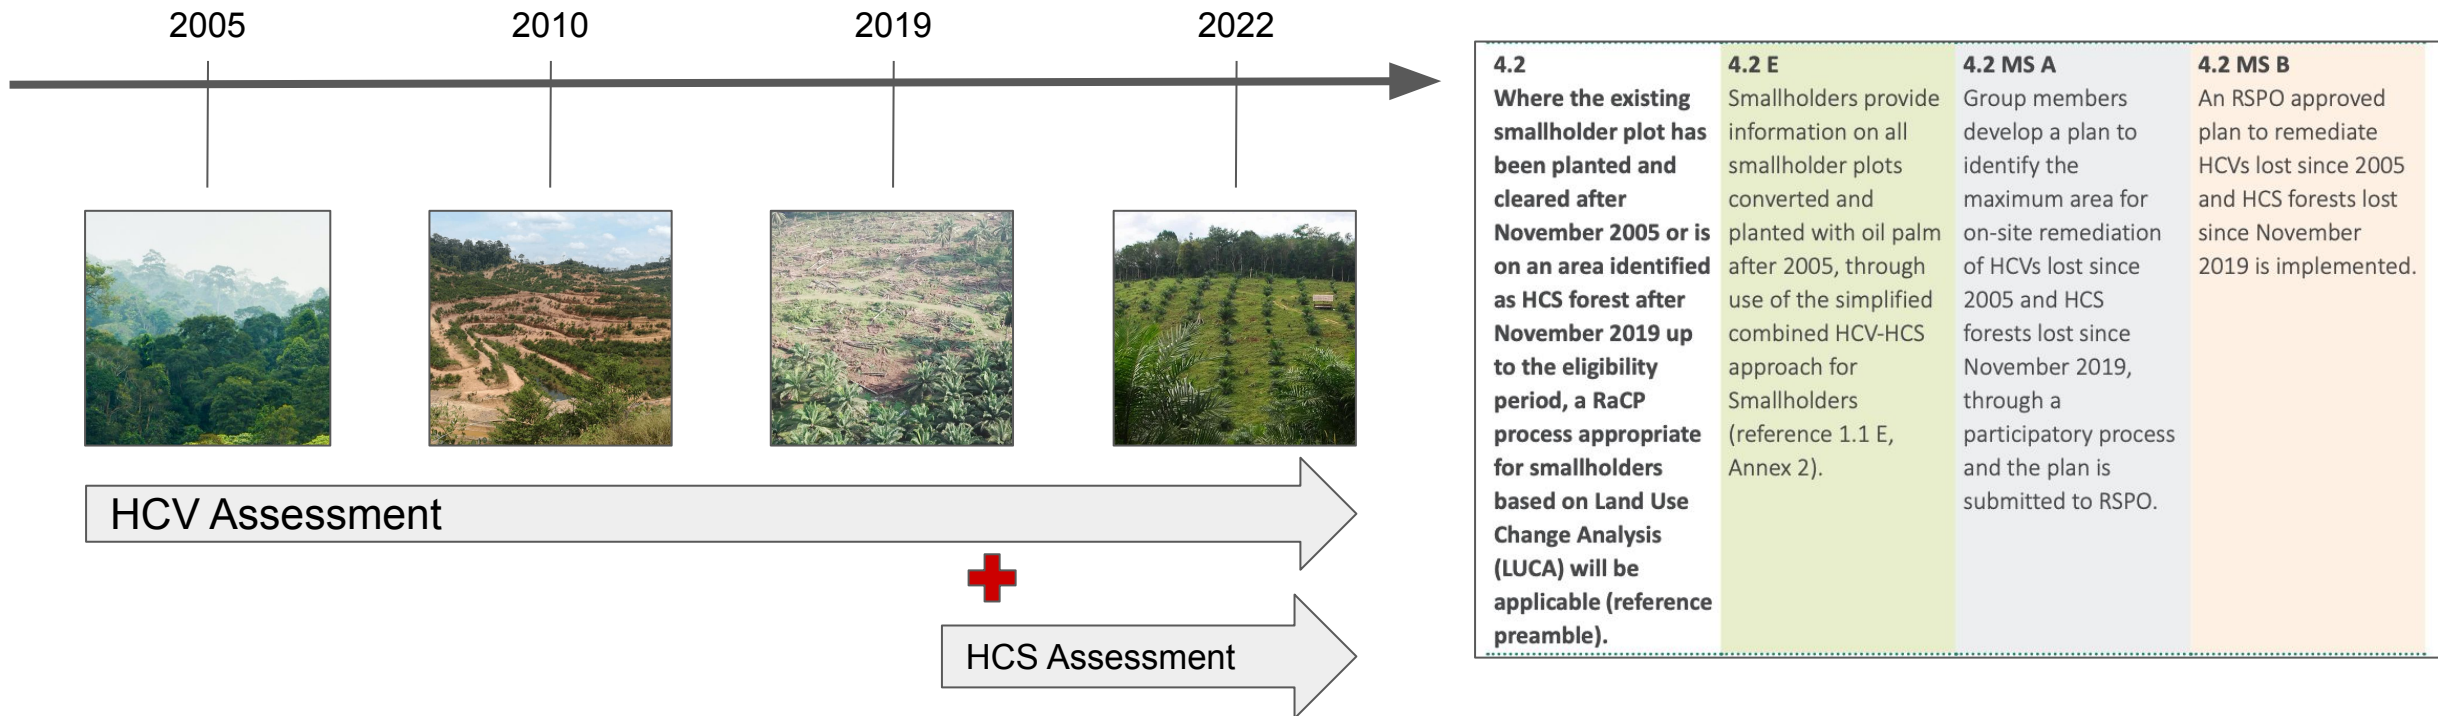 2005
2010
2019
2022
HCV Assessment
HCS Assessment
4.2
Where the existing
smallholder plot has
been planted and
cleared after
November 2005 or is
on an area identified
as HCS forest after
November 2019 up
to the eligibility
period, a RaCP
process appropriate
for smallholders
based on Land Use
Change Analysis
(LUCA) will be
applicable (reference
preamble).
4.2 E
Smallholders provide
information on all
smallholder plots
converted and
planted with oil palm
after 2005, through
use of the simplified
combined HCV-HCS
approach for
Smallholders
(reference 1.1 E,
Annex 2).
4.2 MS A
Group members
develop a plan to
identify the
maximum area for
on-site remediation
of HCVs lost since
2005 and HCS
forests lost since
November 2019,
through a
participatory process
and the plan is
submitted to RSPO.
4.2 MS B
An RSPO approved
plan to remediate
HCVs lost since 2005
and HCS forests lost
since November
2019 is implemented.